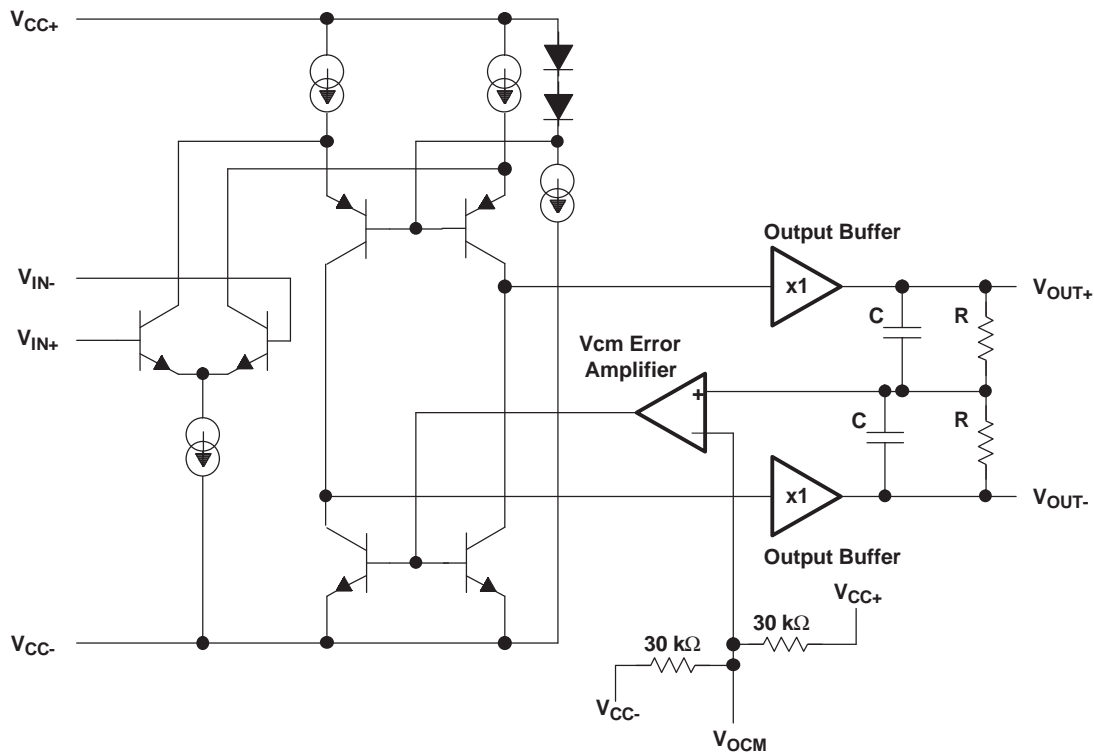 VCC+
Output Buffer
VIN-
x1
VOUT+
C
R
VIN+
Vcm Error
Amplifier
+
C
R
x1
VOUT-
Output Buffer
VCC+
30 kΩ
VCC-
30 kΩ
VCC-
VOCM